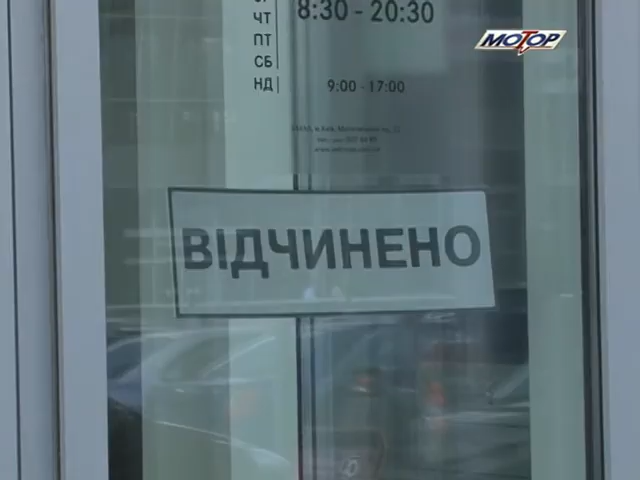 ЧТ
ПТ
СБ
НД
8:30 - 20:30
9:00 - 17:00
МОТОР
ВІДЧИНЕНО